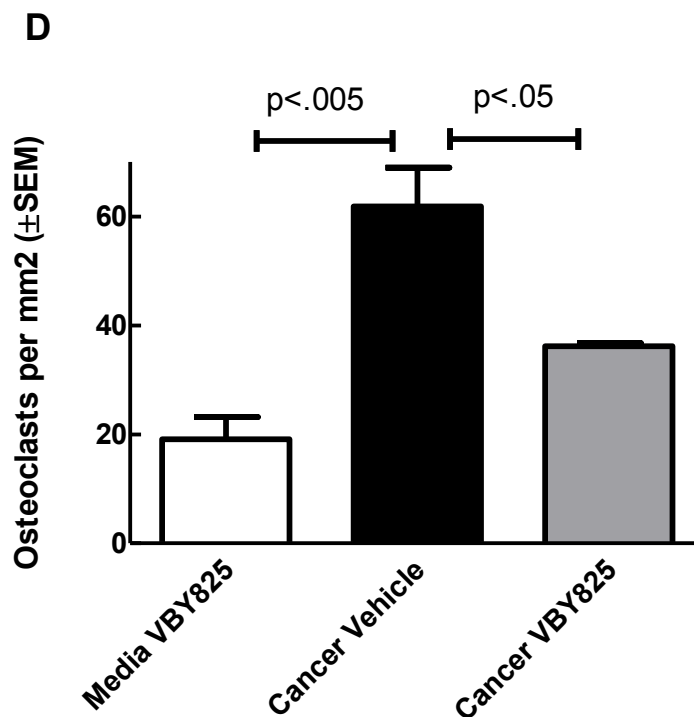 D
p<.005
p<.05
Osteoclasts per mm2 (±SEM)
60
40
20
0
Media VBY825
Cancer Vehicle
Cancer VBY825